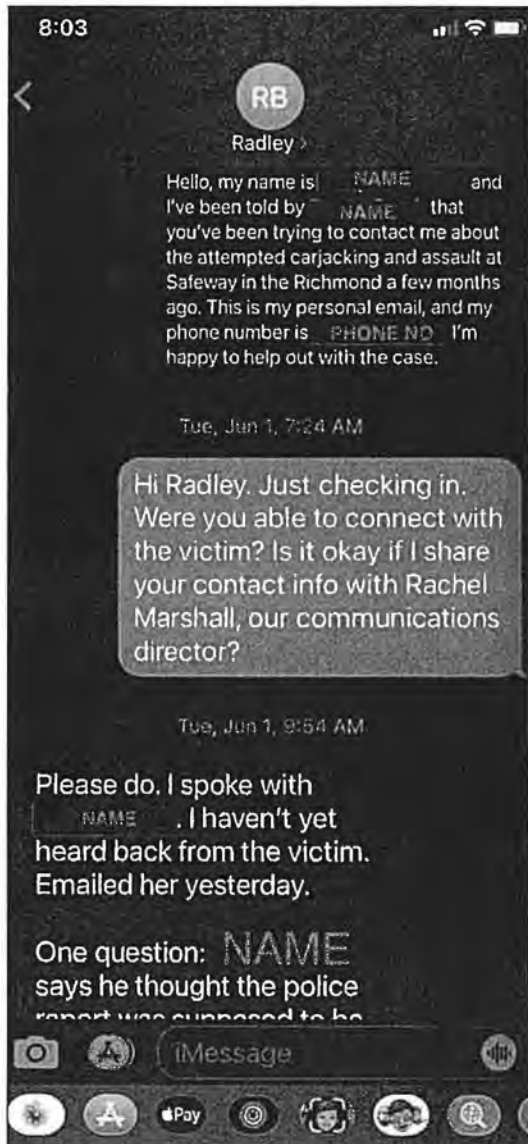 8:03
RB
Radley >
Hello, my name is NAME and
I've been told by NAME that
you've been trying to contact me about
the attempted carjacking and assault at
Safeway in the Richmond a few months
ago. This is my personal email, and my
phone number is PHONE NO I'm
happy to help out with the case.
Tue, Jun 1, 7:24 AM
Hi Radley. Just checking in.
Were you able to connect with
the victim? Is it okay if I share
your contact info with Rachel
Marshall, our communications
director?
Tue, Jun 1, 9:54 AM
Please do. I spoke with
NAME . I haven't yet
heard back from the victim.
Emailed her yesterday.
One question: NAME
says he thought the police
report was supposed to be
iMessage
Pay